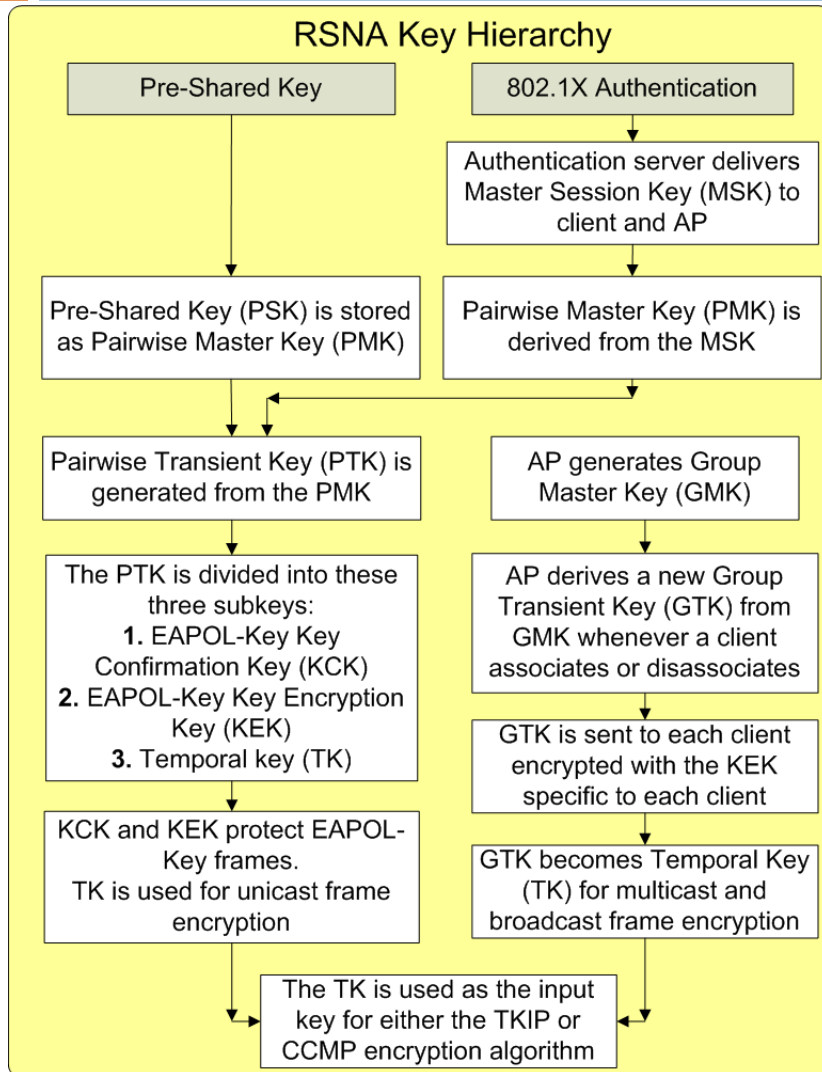 RSNA Key Hierarchy
Pre-Shared Key
802.1X Authentication
Authentication server delivers
Master Session Key (MSK) to
client and AP
Pre-Shared Key (PSK) is stored
as Pairwise Master Key (PMK)
Pairwise Master Key (PMK) is
derived from the MSK
Pairwise Transient Key (PTK) is
generated from the PMK
AP generates Group
Master Key (GMK)
The PTK is divided into these
three subkeys:
1. EAPOL-Key Key
Confirmation Key (KCK)
2. EAPOL-Key Key Encryption
Key (KEK)
3. Temporal key (TK)
AP derives a new Group
Transient Key (GTK) from
GMK whenever a client
associates or disassociates
GTK is sent to each client
encrypted with the KEK
specific to each client
KCK and KEK protect EAPOL-
Key frames.
TK is used for unicast frame
encryption
GTK becomes Temporal Key
(TK) for multicast and
broadcast frame encryption
The TK is used as the input
key for either the TKIP or
CCMP encryption algorithm